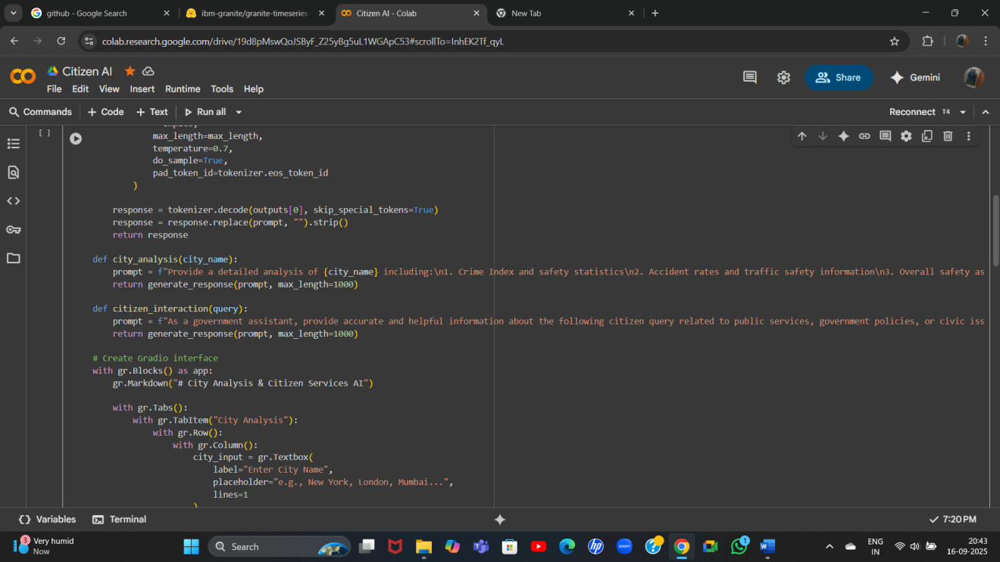 github - Google Search
ibm-granite/granite-timeseries-
Citizen AI - Colab
New Tab
colab.research.google.com/drive/19d8pMswQoJSByF_Z25yBg5uL1WGApC53#scrollTo=InhEK2Tf_qyL
Citizen AI
Share
Gemini
File Edit View Insert Runtime Tools Help
Commands + Code + Text Run all
Reconnect T4
[ ]
max_length=max_length,
temperature=0.7,
do_sample=True,
pad_token_id=tokenizer.eos_token_id
)
response = tokenizer.decode(outputs[0], skip_special_tokens=True)
response = response.replace(prompt, "").strip()
return response
def city_analysis(city_name):
prompt = f"Provide a detailed analysis of {city_name} including:\n1. Crime Index and safety statistics\n2. Accident rates and traffic safety information\n3. Overall safety as
return generate_response(prompt, max_length=1000)
def citizen_interaction(query):
prompt = f"As a government assistant, provide accurate and helpful information about the following citizen query related to public services, government policies, or civic iss
return generate_response(prompt, max_length=1000)
# Create Gradio interface
with gr.Blocks() as app:
gr.Markdown("# City Analysis & Citizen Services AI")
with gr.Tabs():
with gr.TabItem("City Analysis"):
with gr.Row():
with gr.Column():
city_input = gr.Textbox(
label="Enter City Name",
placeholder="e.g., New York, London, Mumbai...",
lines=1
)
{} Variables Terminal
7:20 PM
3
Very humid
Now
Search
hp
zoom
1
ENG
IN
20:43
16-09-2025